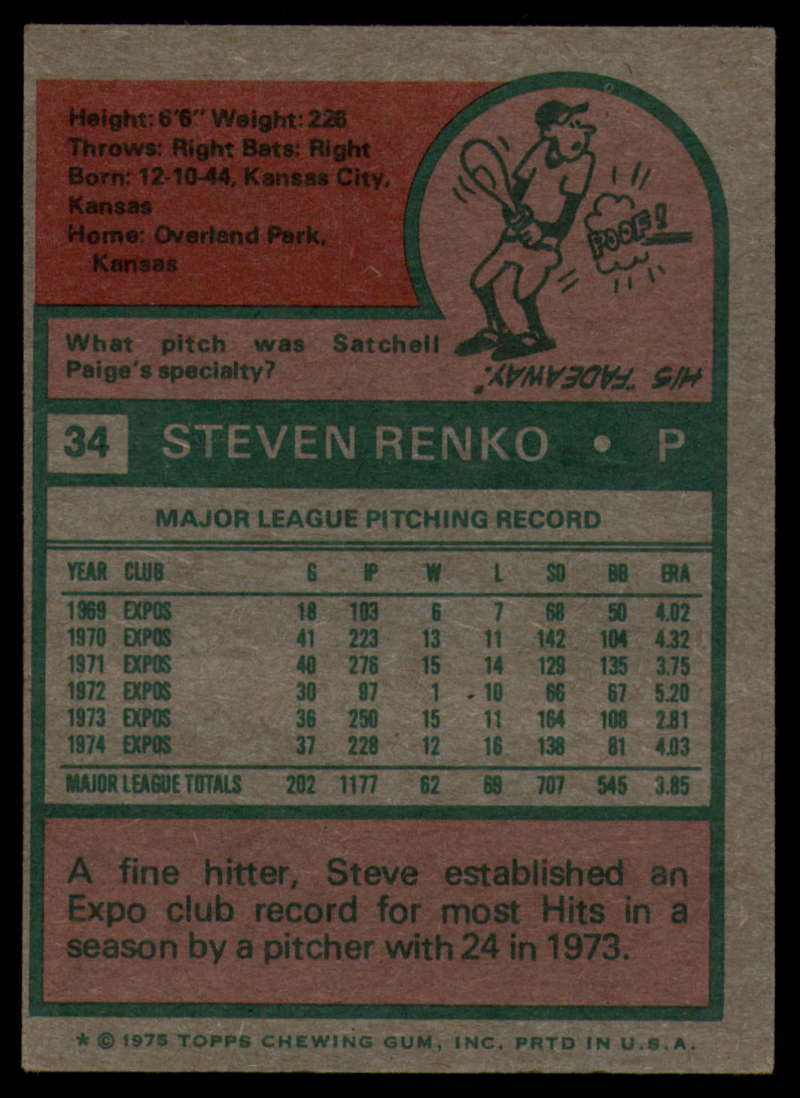 Height: 6'6" Weight: 226
Throws: Right Bats: Right
Born: 12-10-44, Kansas City,
Kansas
Home: Overland Park,
Kansas
POOF!
What pitch was Satchell
Paige's specialty?
HIS "FADEAWAY".
34 STEVEN RENKO • P
MAJOR LEAGUE PITCHING RECORD
YEAR CLUB G IP W L SO BB ERA
1969 EXPOS 18 103 6 7 68 50 4.02
1970 EXPOS 41 223 13 11 142 104 4.32
1971 EXPOS 40 276 15 14 129 135 3.75
1972 EXPOS 30 97 1 10 66 67 5.20
1973 EXPOS 36 250 15 11 164 108 2.81
1974 EXPOS 37 228 12 16 138 81 4.03
MAJOR LEAGUE TOTALS 202 1177 62 69 707 545 3.85
A fine hitter, Steve established an
Expo club record for most Hits in a
season by a pitcher with 24 in 1973.
* © 1975 TOPPS CHEWING GUM, INC. PRTD IN U.S.A.